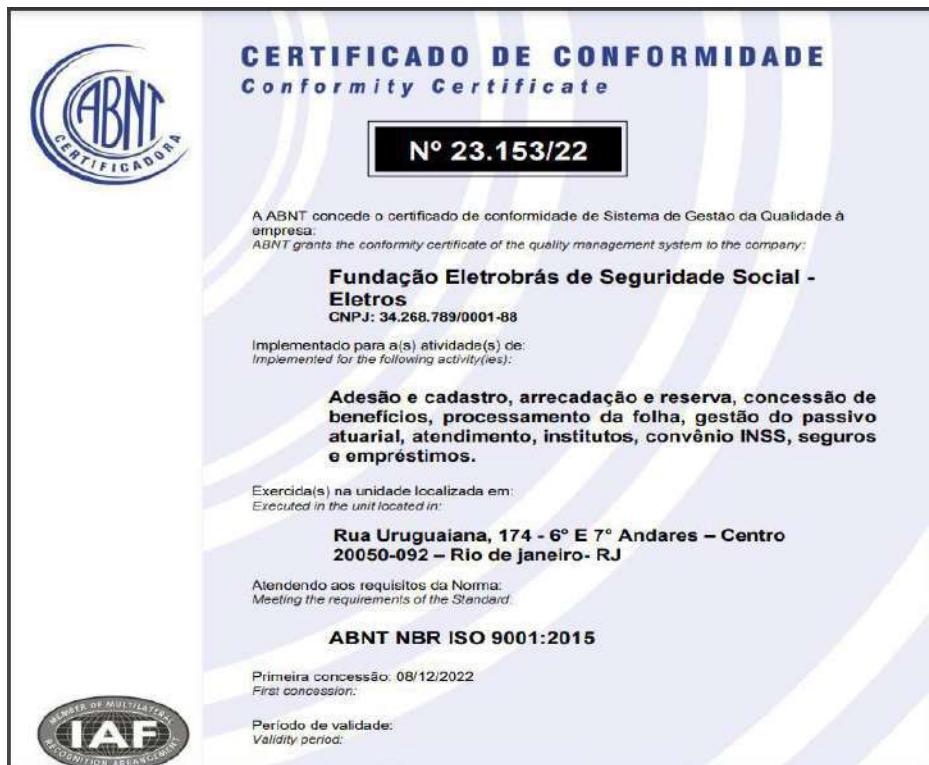 ABNT
CERTIFICADORA
CERTIFICADO DE CONFORMIDADE
Conformity Certificate
Nº 23.153/22
A ABNT concede o certificado de conformidade de Sistema de Gestão da Qualidade à
empresa:
ABNT grants the conformity certificate of the quality management system to the company:
Fundação Eletrobrás de Seguridade Social -
Eletros
CNPJ: 34.268.789/0001-88
Implementado para a(s) atividade(s) de:
Implemented for the following activity(ies):
Adesão e cadastro, arrecadação e reserva, concessão de
benefícios, processamento da folha, gestão do passivo
atuarial, atendimento, institutos, convênio INSS, seguros
e empréstimos.
Exercida(s) na unidade localizada em:
Executed in the unit located in:
Rua Uruguaiana, 174 - 6º E 7° Andares – Centro
20050-092 – Rio de janeiro- RJ
Atendendo aos requisitos da Norma:
Meeting the requirements of the Standard:
ABNT NBR ISO 9001:2015
Primeira concessão: 08/12/2022
First concession:
Período de validade:
Validity period:
MEMBER OF MULTILATERAL
IAF
RECOGNITION ARRANGEMENT